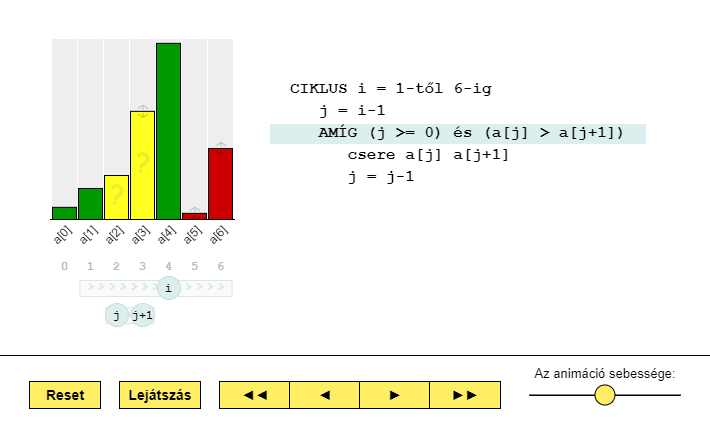 CIKLUS i = 1-től 6-ig
j = i-1
AMÍG (j >= 0) és (a[j] > a[j+1])
csere a[j] a[j+1]
j = j-1
? ?
a[0] a[1] a[2] a[3] a[4] a[5] a[6]
0 1 2 3 4 5 6
i
j j+1
Az animáció sebessége:
Reset Lejátszás